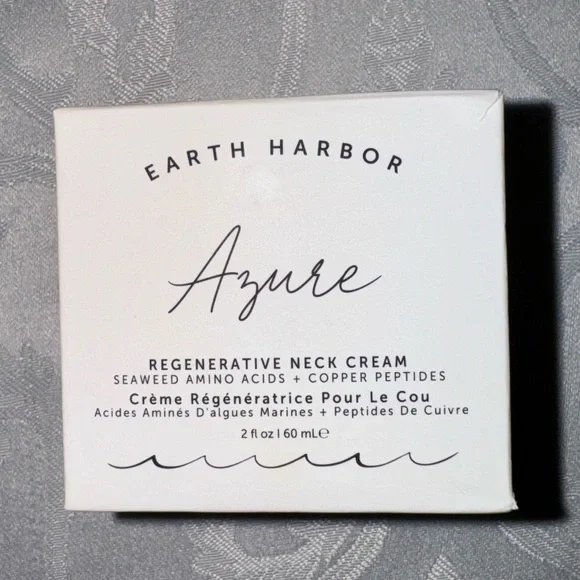 EARTH HARBOR
Azure
REGENERATIVE NECK CREAM
SEAWEED AMINO ACIDS + COPPER PEPTIDES
Crème Régénératrice Pour Le Cou
Acides Aminés D'algues Marines + Peptides De Cuivre
2 fl oz | 60 mL℮